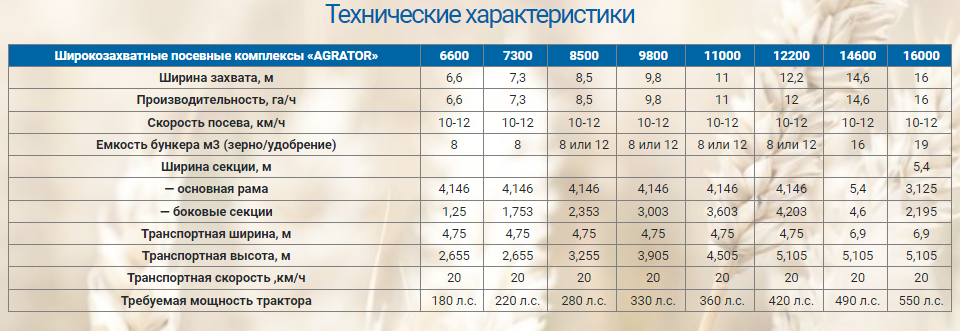 Технические характеристики
Широкозахватные посевные комплексы «AGRATOR» 6600 7300 8500 9800 11000 12200 14600 16000
Ширина захвата, м 6,6 7,3 8,5 9,8 11 12,2 14,6 16
Производительность, га/ч 6,6 7,3 8,5 9,8 11 12 14,6 16
Скорость посева, км/ч 10-12 10-12 10-12 10-12 10-12 10-12 10-12 10-12
Емкость бункера м3 (зерно/удобрение) 8 8 8 или 12 8 или 12 8 или 12 8 или 12 16 19
Ширина секции, м 5,4
— основная рама 4,146 4,146 4,146 4,146 4,146 4,146 5,4 3,125
— боковые секции 1,25 1,753 2,353 3,003 3,603 4,203 4,6 2,195
Транспортная ширина, м 4,75 4,75 4,75 4,75 4,75 4,75 6,9 6,9
Транспортная высота, м 2,655 2,655 3,255 3,905 4,505 5,105 5,105 5,105
Транспортная скорость ,км/ч 20 20 20 20 20 20 20 20
Требуемая мощность трактора 180 л.с. 220 л.с. 280 л.с. 330 л.с. 360 л.с. 420 л.с. 490 л.с. 550 л.с.